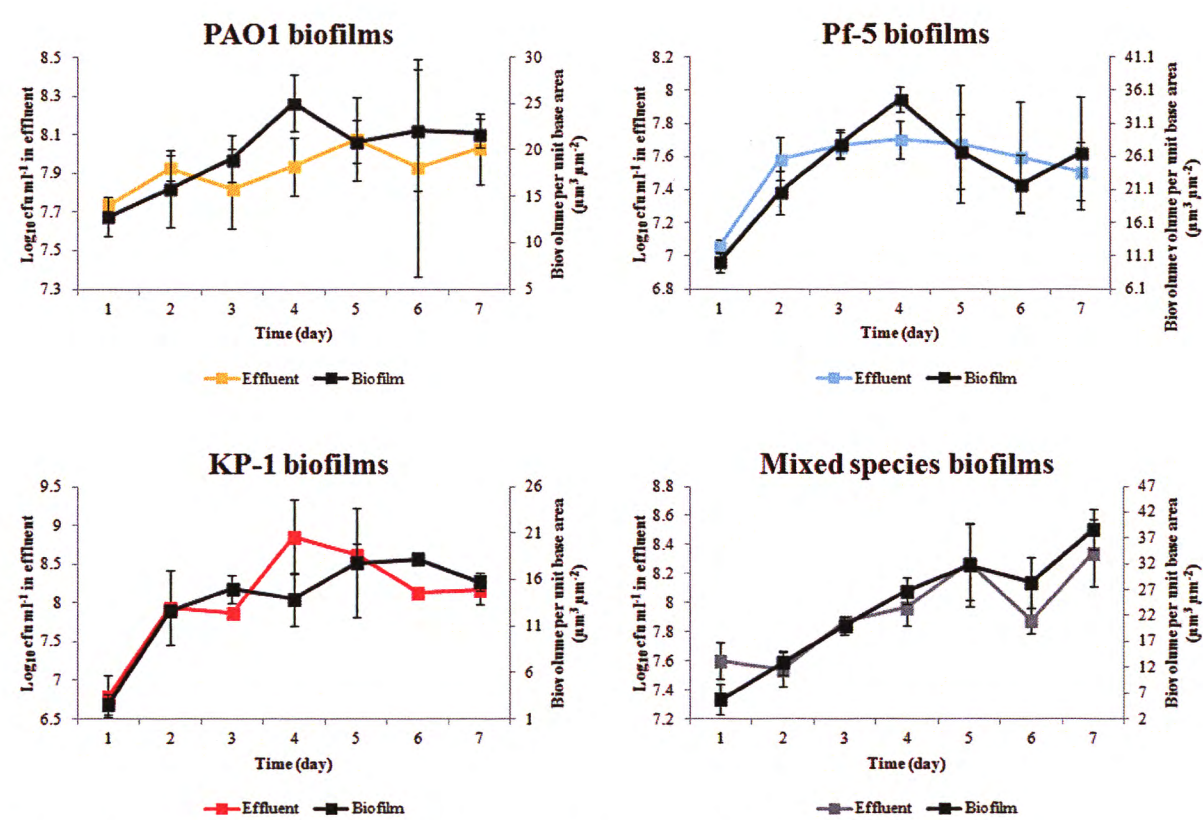 PAO1 biofilms
8.5
8.3
8.1
7.9
7.7
7.5
7.3
30
25
20
15
10
5
1 2 3 4 5 6 7
Log10 cfu ml-1 in effluent
Biovolume per unit base area
(µm3 µm-2)
Time (day)
Effluent Biofilm
Pf-5 biofilms
8.2
8
7.8
7.6
7.4
7.2
7
6.8
41.1
36.1
31.1
26.1
21.1
16.1
11.1
6.1
1 2 3 4 5 6 7
Log10 cfu ml-1 in effluent
Biovolume per unit base area
(µm3 µm-2)
Time (day)
Effluent Biofilm
KP-1 biofilms
9.5
9
8.5
8
7.5
7
6.5
26
21
16
11
6
1
1 2 3 4 5 6 7
Log10 cfu ml-1 in effluent
Biovolume per unit base area
(µm3 µm-2)
Time (day)
Effluent Biofilm
Mixed species biofilms
8.8
8.6
8.4
8.2
8
7.8
7.6
7.4
7.2
47
42
37
32
27
22
17
12
7
2
1 2 3 4 5 6 7
Log10 cfu ml-1 in effluent
Biovolume per unit base area
(µm3 µm-2)
Time (day)
Effluent Biofilm